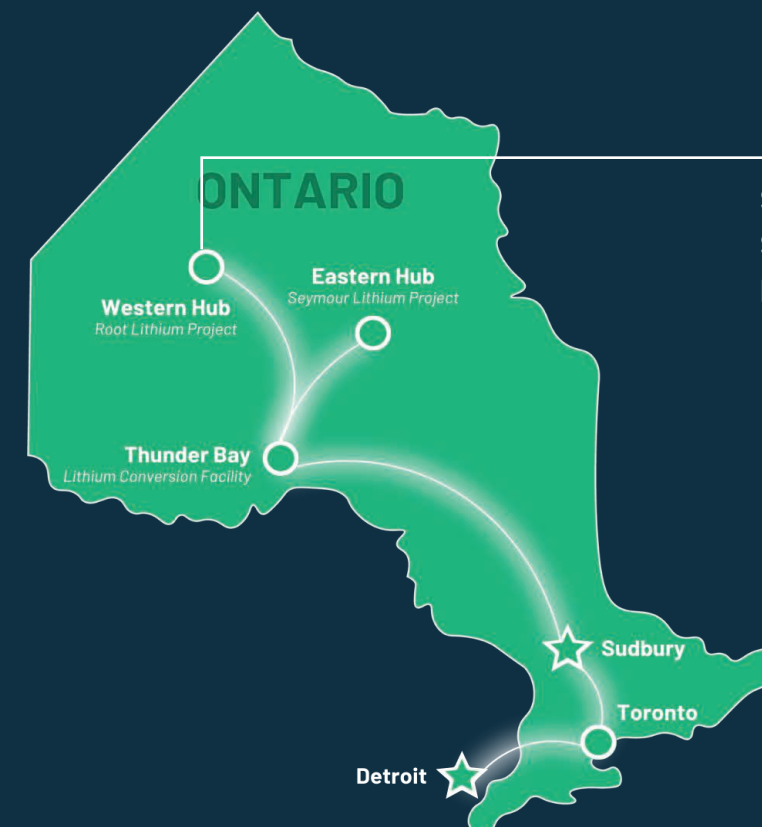 ONTARIO
Eastern Hub
Seymour Lithium Project
Western Hub
Root Lithium Project
Thunder Bay
Lithium Conversion Facility
Sudbury
Toronto
Detroit